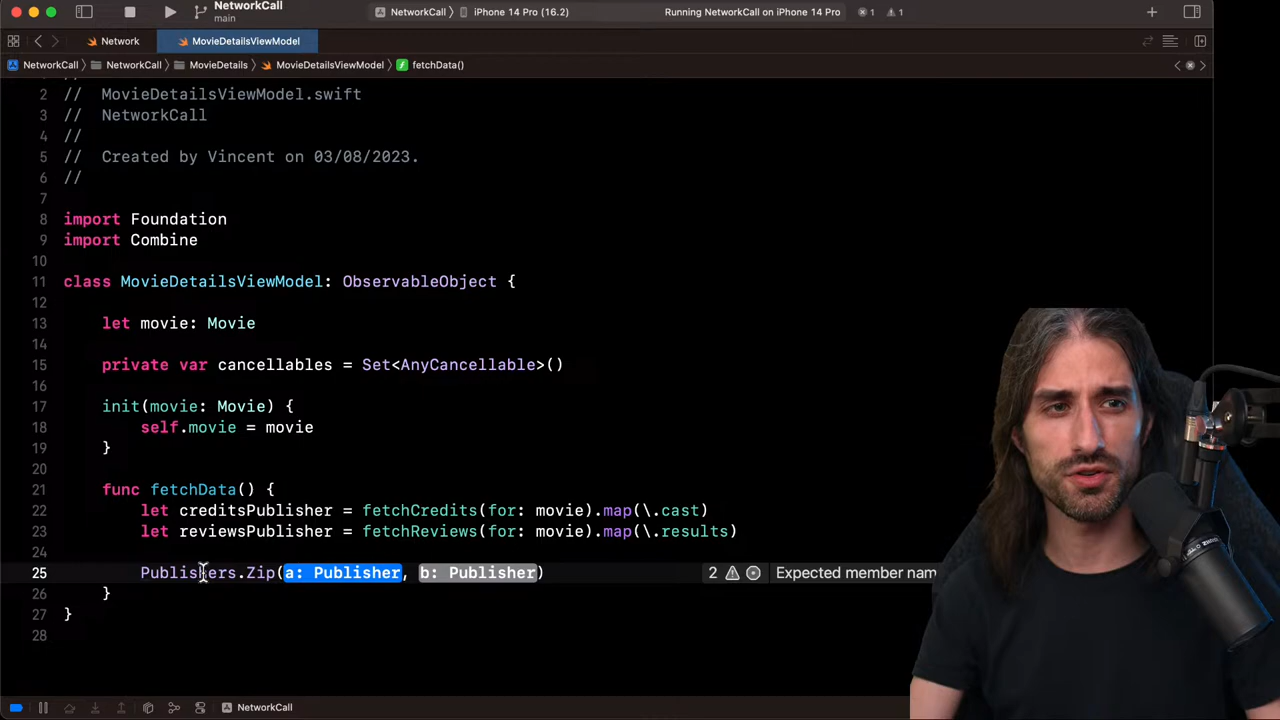 NetworkCall
main
NetworkCall
iPhone 14 Pro (16.2)
Running NetworkCall on iPhone 14 Pro
1
1
Network
MovieDetailsViewModel
NetworkCall
NetworkCall
MovieDetails
MovieDetailsViewModel
fetchData()
2 // MovieDetailsViewModel.swift
3 // NetworkCall
4 //
5 // Created by Vincent on 03/08/2023.
6 //
7
8 import Foundation
9 import Combine
10
11 class MovieDetailsViewModel: ObservableObject {
12
13 let movie: Movie
14
15 private var cancellables = Set<AnyCancellable>()
16
17 init(movie: Movie) {
18 self.movie = movie
19 }
20
21 func fetchData() {
22 let creditsPublisher = fetchCredits(for: movie).map(\.cast)
23 let reviewsPublisher = fetchReviews(for: movie).map(\.results)
24
25 Publishers.Zip(a: Publisher, b: Publisher) 2 Expected member nam
26 }
27 }
28
NetworkCall